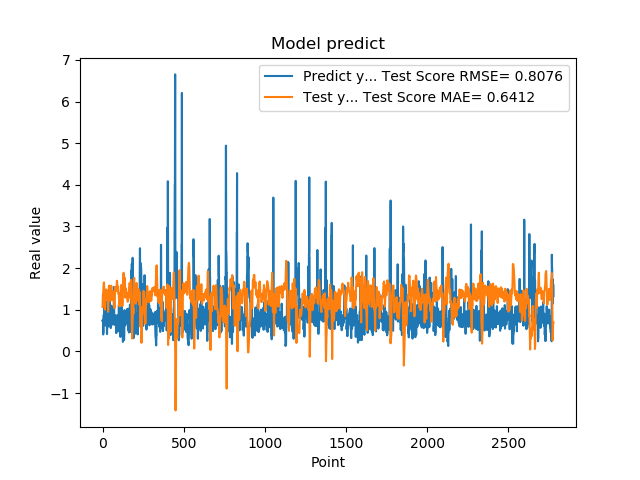 Model predict
Predict y... Test Score RMSE= 0.8076
Test y... Test Score MAE= 0.6412
Real value
7
6
5
4
3
2
1
0
−1
0 500 1000 1500 2000 2500
Point